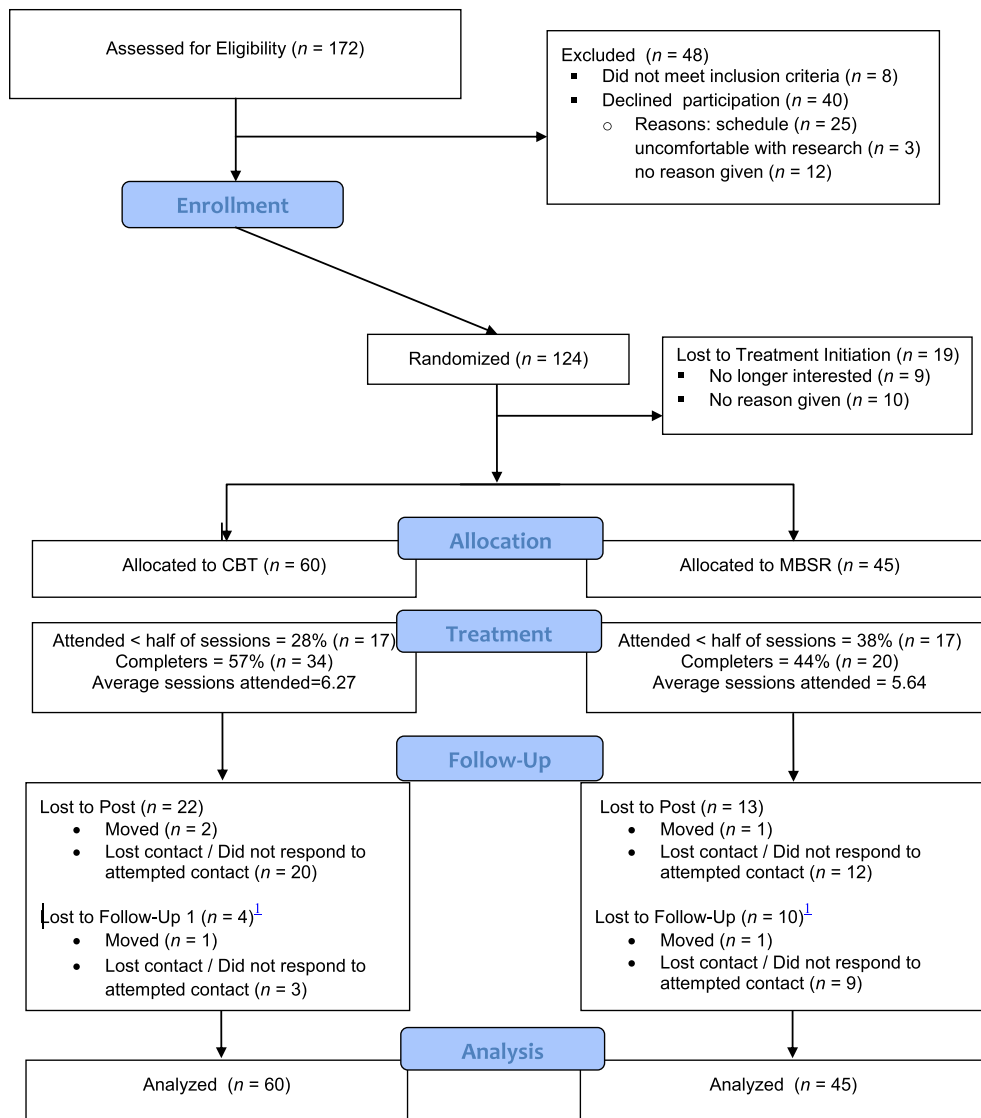 Assessed for Eligibility (n = 172)
Excluded (n = 48)
▪ Did not meet inclusion criteria (n = 8)
▪ Declined participation (n = 40)
○ Reasons: schedule (n = 25)
uncomfortable with research (n = 3)
no reason given (n = 12)
Enrollment
Randomized (n = 124)
Lost to Treatment Initiation (n = 19)
▪ No longer interested (n = 9)
▪ No reason given (n = 10)
Allocation
Allocated to CBT (n = 60)
Allocated to MBSR (n = 45)
Treatment
Attended < half of sessions = 28% (n = 17)
Completers = 57% (n = 34)
Average sessions attended=6.27
Attended < half of sessions = 38% (n = 17)
Completers = 44% (n = 20)
Average sessions attended = 5.64
Follow-Up
Lost to Post (n = 22)
• Moved (n = 2)
• Lost contact / Did not respond to
attempted contact (n = 20)
Lost to Follow-Up 1 (n = 4)1
• Moved (n = 1)
• Lost contact / Did not respond to
attempted contact (n = 3)
Lost to Post (n = 13)
• Moved (n = 1)
• Lost contact / Did not respond to
attempted contact (n = 12)
Lost to Follow-Up (n = 10)1
• Moved (n = 1)
• Lost contact / Did not respond to
attempted contact (n = 9)
Analysis
Analyzed (n = 60)
Analyzed (n = 45)